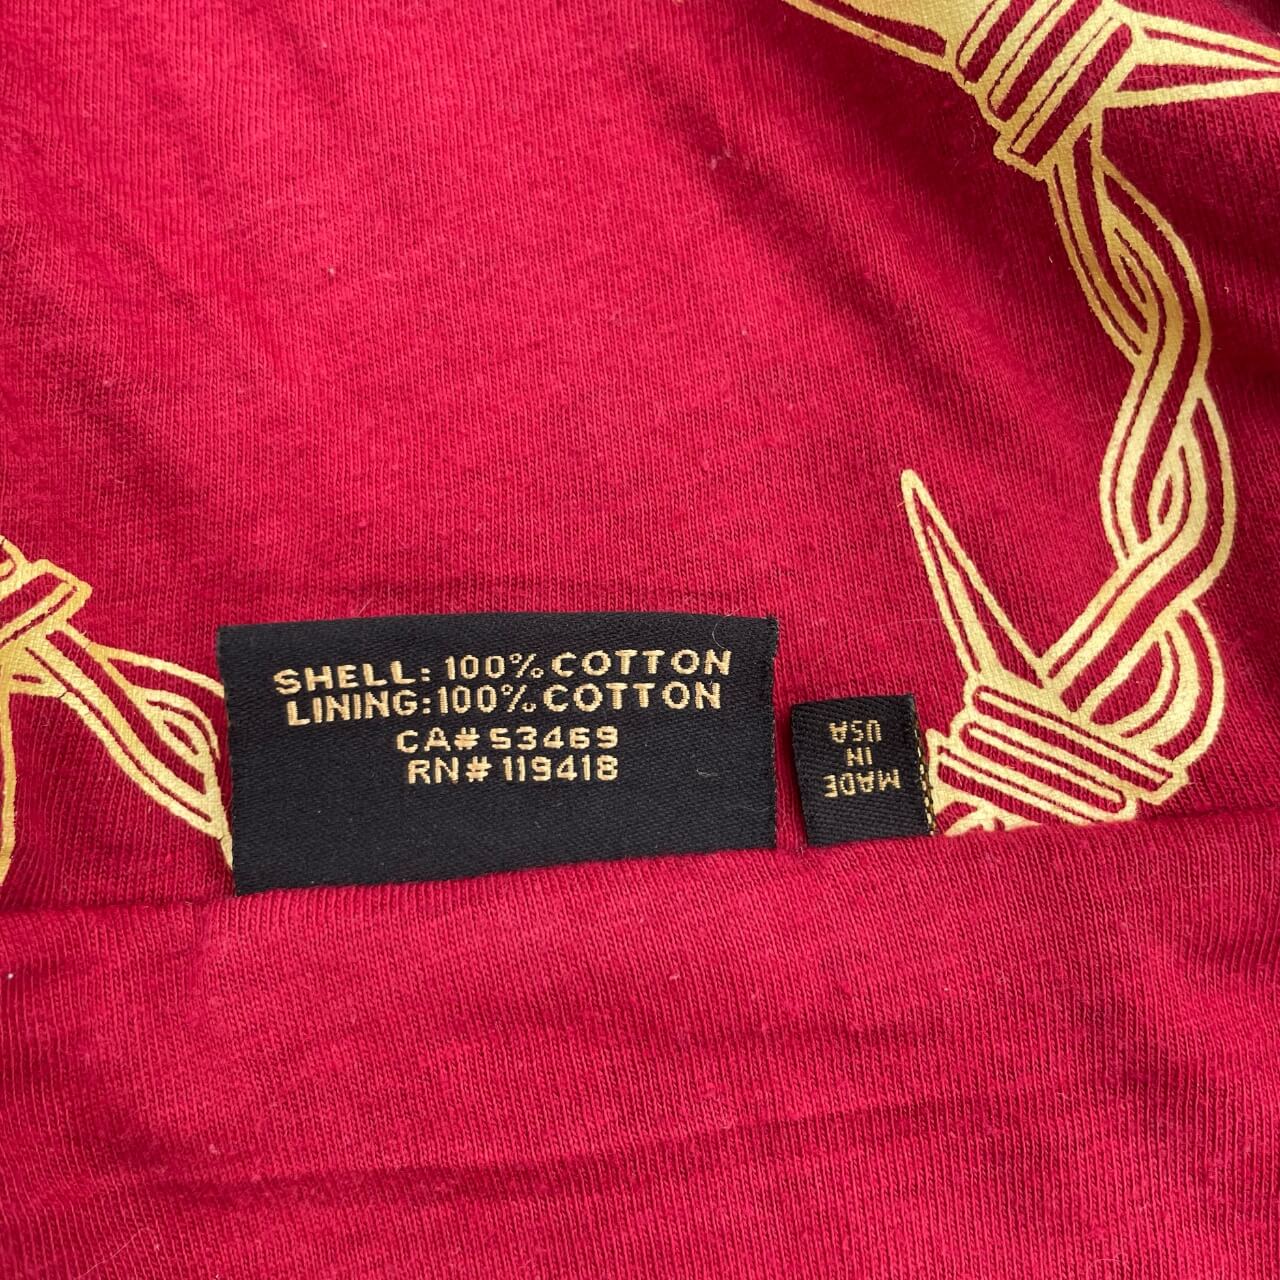 SHELL: 100% COTTON
LINING:100% COTTON
CA# 53469
RN# 119418
MADE
IN
USA